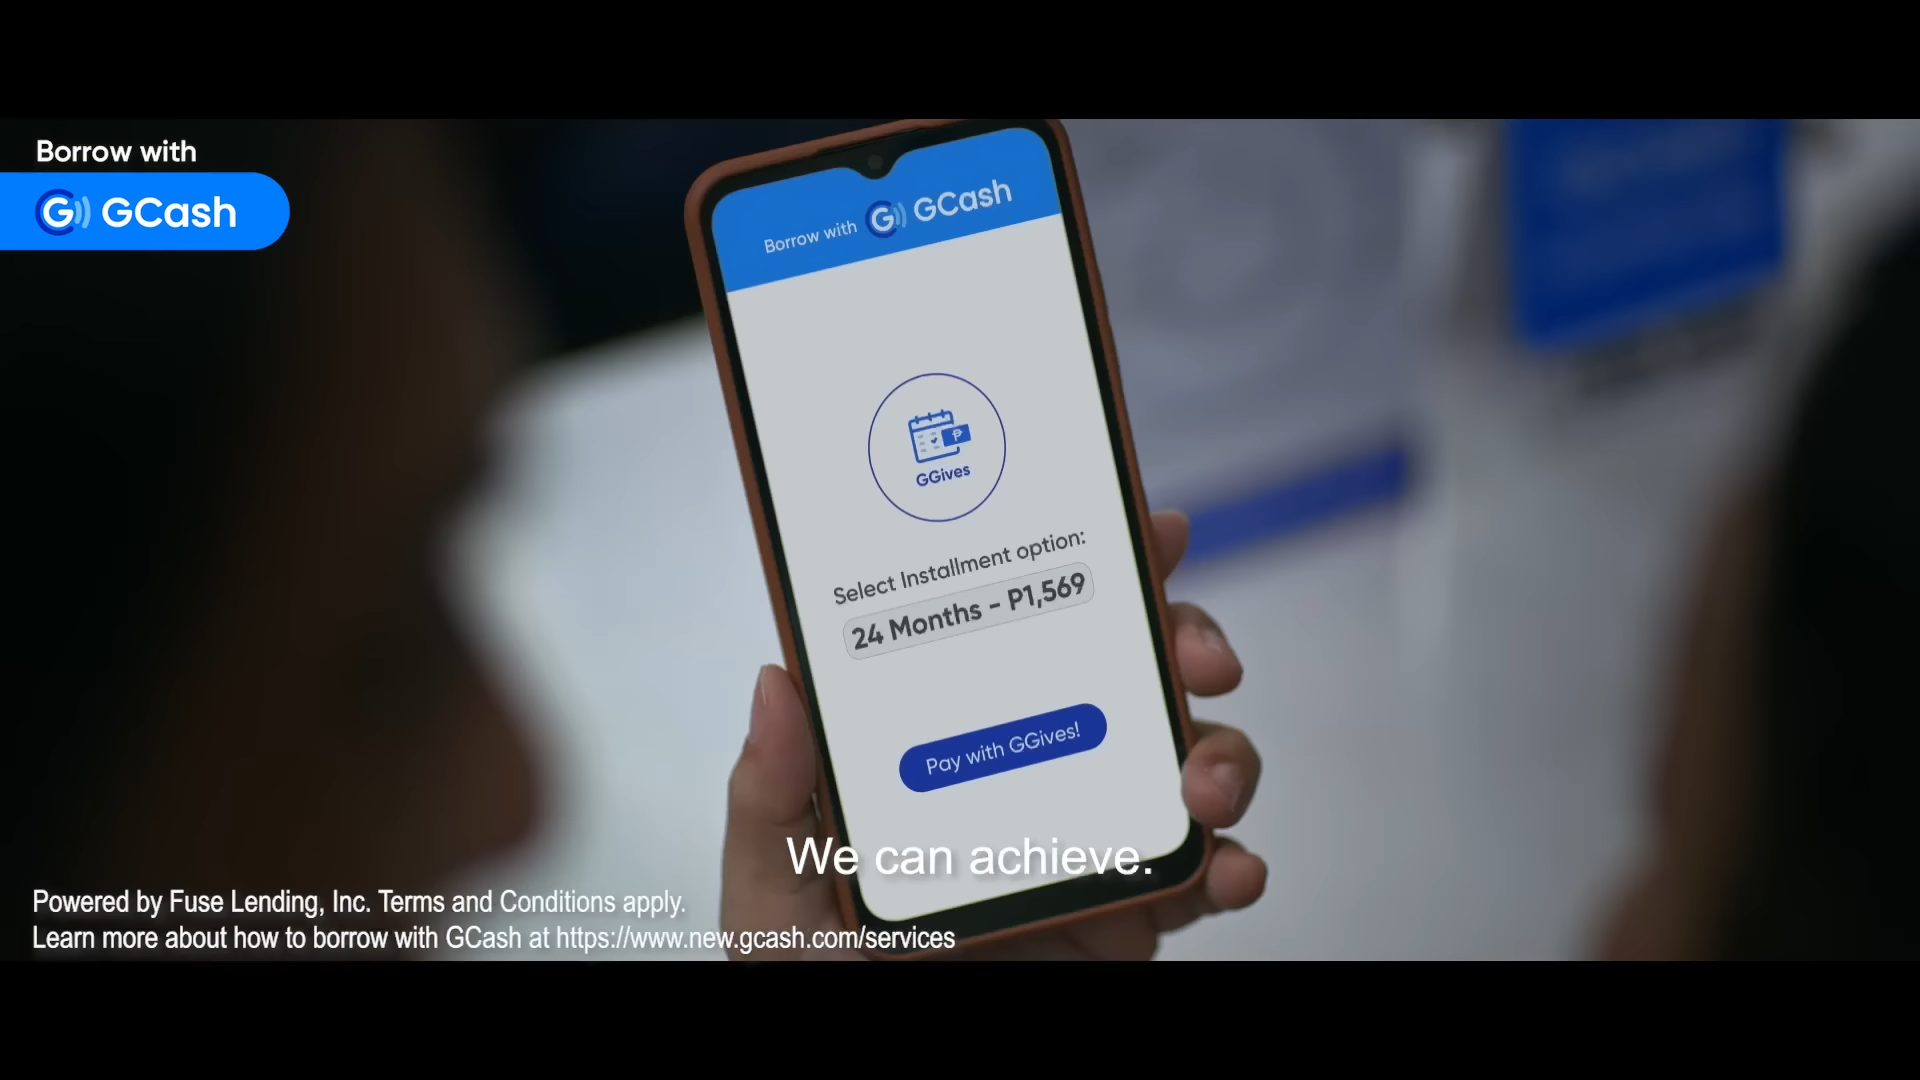 Borrow with
GCash
Borrow with GCash
GGives
Select Installment option:
24 Months - P1,569
Pay with GGives!
We can achieve.
Powered by Fuse Lending, Inc. Terms and Conditions apply.
Learn more about how to borrow with GCash at https://www.new.gcash.com/services